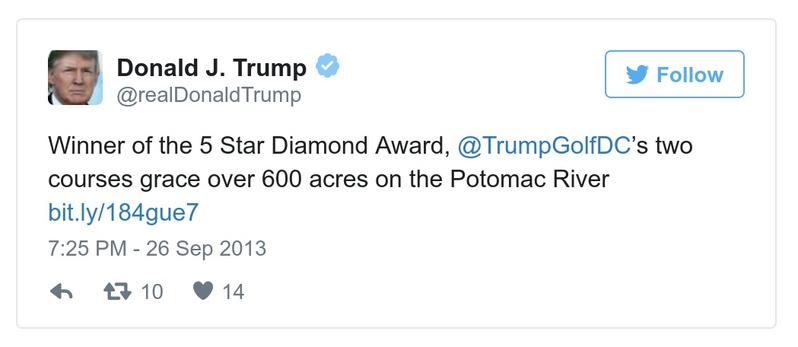 Donald J. Trump
@realDonaldTrump
Follow
Winner of the 5 Star Diamond Award, @TrumpGolfDC’s two
courses grace over 600 acres on the Potomac River
bit.ly/184gue7
7:25 PM - 26 Sep 2013
10 14